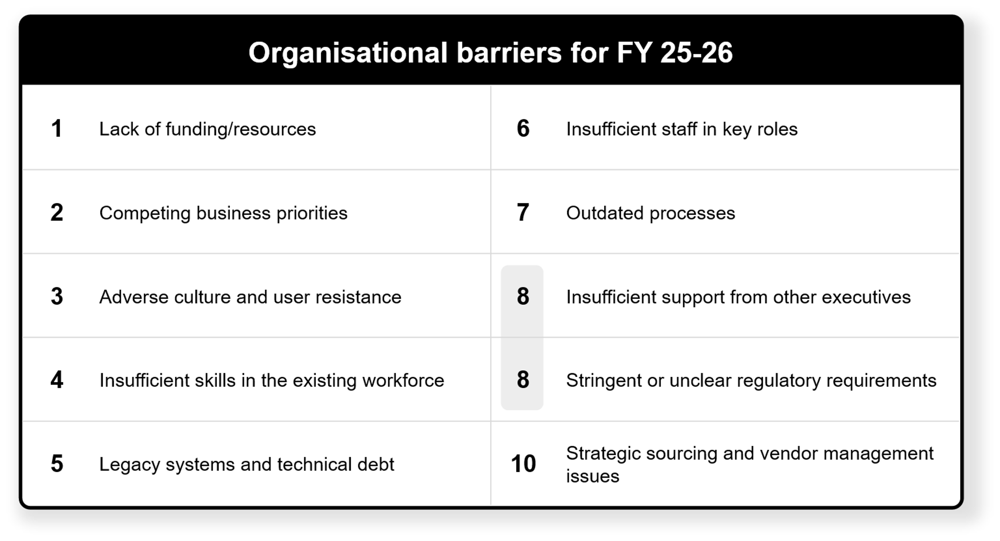 Organisational barriers for FY 25-26
1 Lack of funding/resources
2 Competing business priorities
3 Adverse culture and user resistance
4 Insufficient skills in the existing workforce
5 Legacy systems and technical debt
6 Insufficient staff in key roles
7 Outdated processes
8 Insufficient support from other executives
8 Stringent or unclear regulatory requirements
10 Strategic sourcing and vendor management
issues